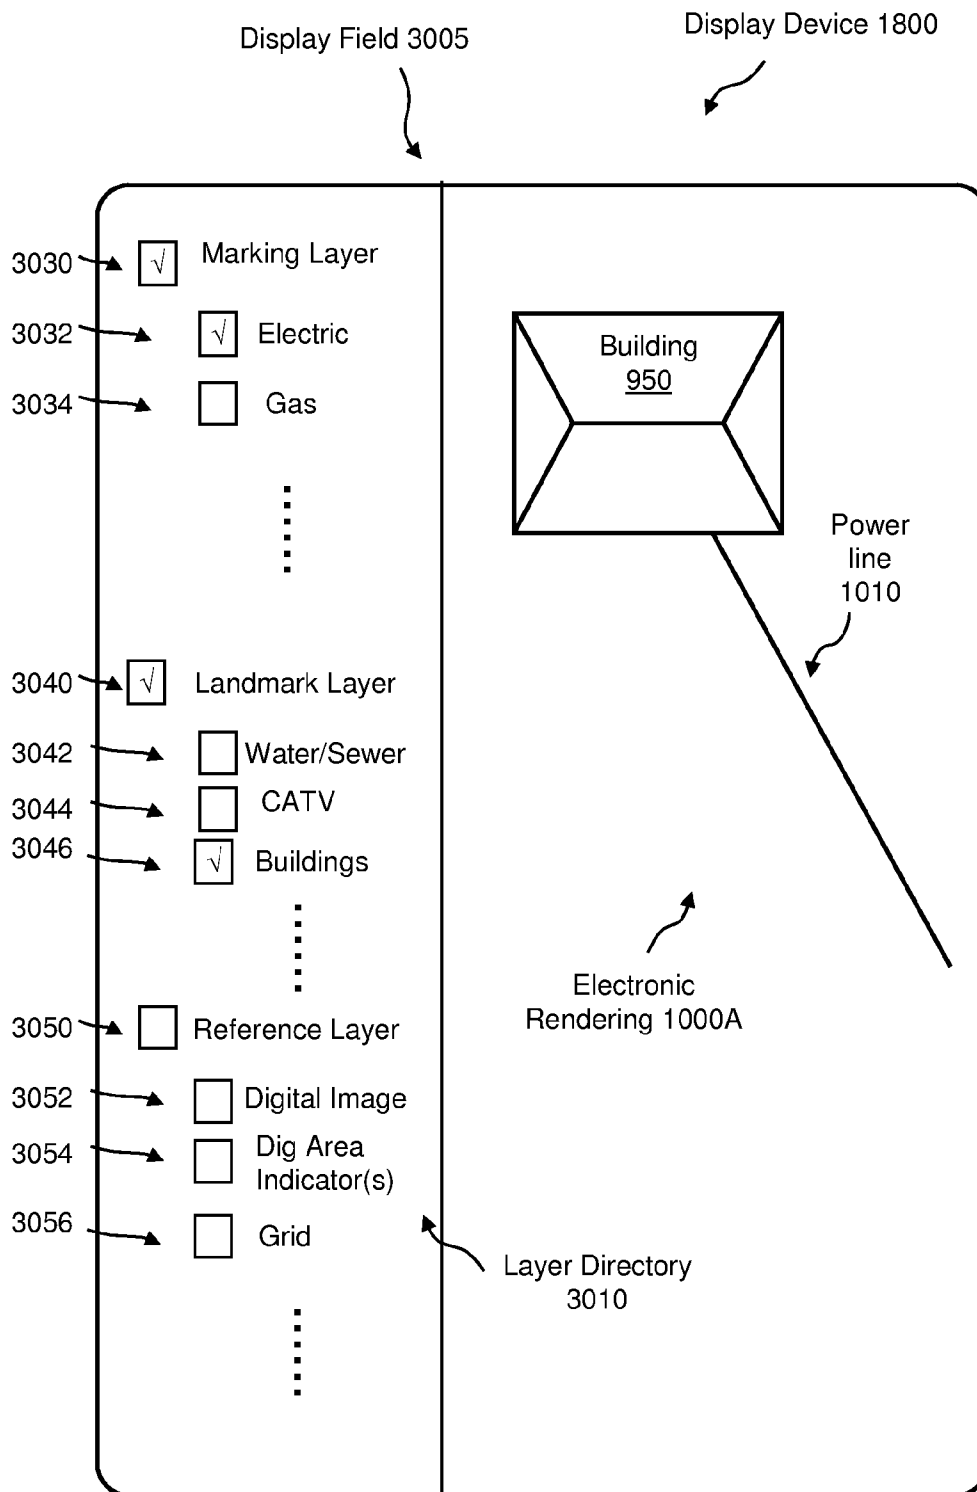 Display Field 3005
Display Device 1800
3030
√
Marking Layer
3032
√
Electric
3034
Gas
Building
950
Power
line
1010
3040
√
Landmark Layer
3042
Water/Sewer
3044
CATV
3046
√
Buildings
Electronic
Rendering 1000A
3050
Reference Layer
3052
Digital Image
3054
Dig Area
Indicator(s)
3056
Grid
Layer Directory
3010